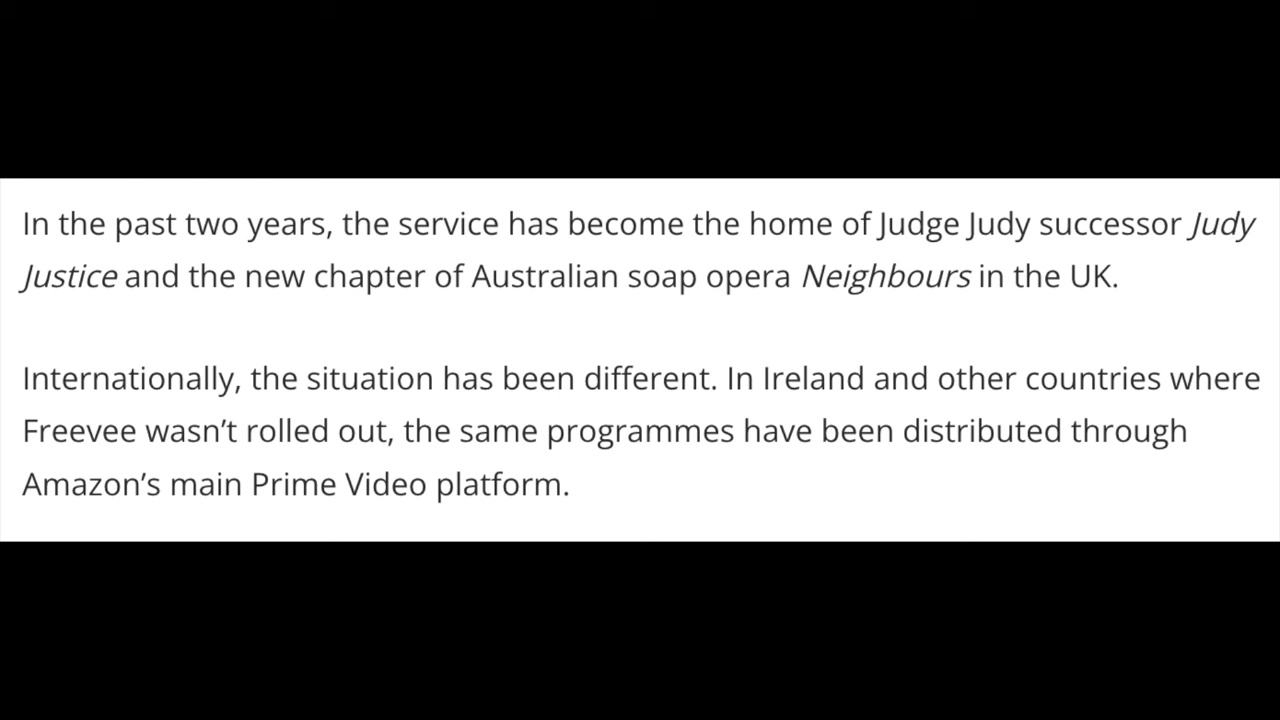 In the past two years, the service has become the home of Judge Judy successor Judy
Justice and the new chapter of Australian soap opera Neighbours in the UK.
Internationally, the situation has been different. In Ireland and other countries where
Freevee wasn’t rolled out, the same programmes have been distributed through
Amazon’s main Prime Video platform.